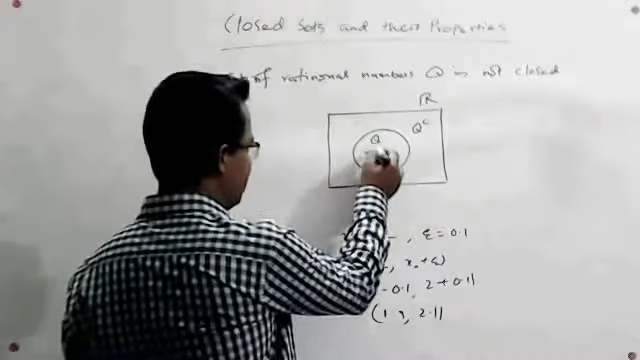 Closed Sets and their Properties
of rational numbers Q is not closed
R
Q^c
Q
, ε = 0.1
, x₀ + ε)
- 0.1, 2 + 0.1)
(1 9, 2.1)